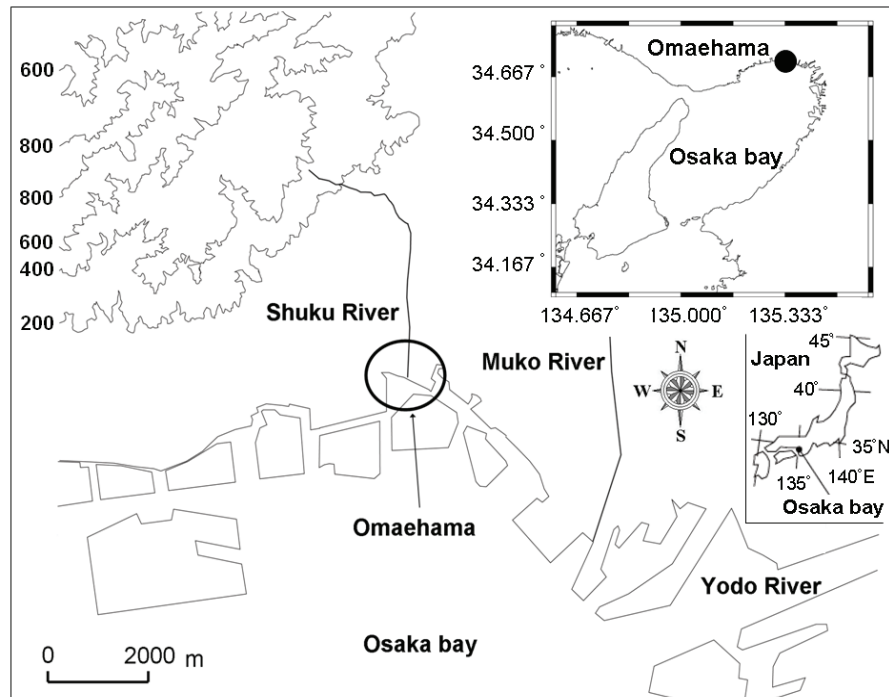 600
800
800
600
400
200
Shuku River
Muko River
Omaehama
Osaka bay
Yodo River
0 2000 m
N
W E
S
Omaehama
Osaka bay
34.667°
34.500°
34.333°
34.167°
134.667° 135.000° 135.333°
Japan
45°
40°
130°
35°N
135° 140°E
Osaka bay